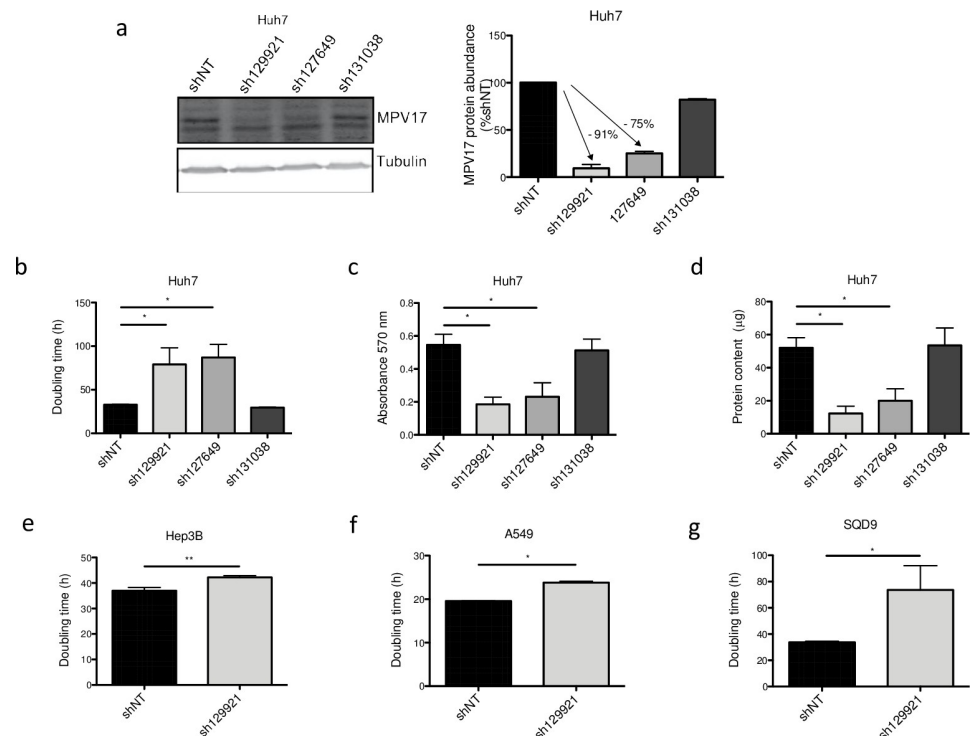 a
Huh7
shNT
sh129921
sh127649
sh131038
MPV17
Tubulin
Huh7
MPV17 protein abundance
(%shNT)
150
100
50
0
- 91%
- 75%
shNT
sh129921
127649
sh131038
b
Huh7
Doubling time (h)
150
100
50
0
*
*
shNT
sh129921
sh127649
sh131038
c
Huh7
Absorbance 570 nm
0.8
0.6
0.4
0.2
0.0
*
*
shNT
sh129921
sh127649
sh131038
d
Huh7
Protein content (µg)
80
60
40
20
0
*
*
shNT
sh129921
sh127649
sh131038
e
Hep3B
Doubling time (h)
50
40
30
20
10
0
**
shNT
sh129921
f
A549
Doubling time (h)
30
20
10
0
*
shNT
sh129921
g
SQD9
Doubling time (h)
100
80
60
40
20
0
*
shNT
sh129921